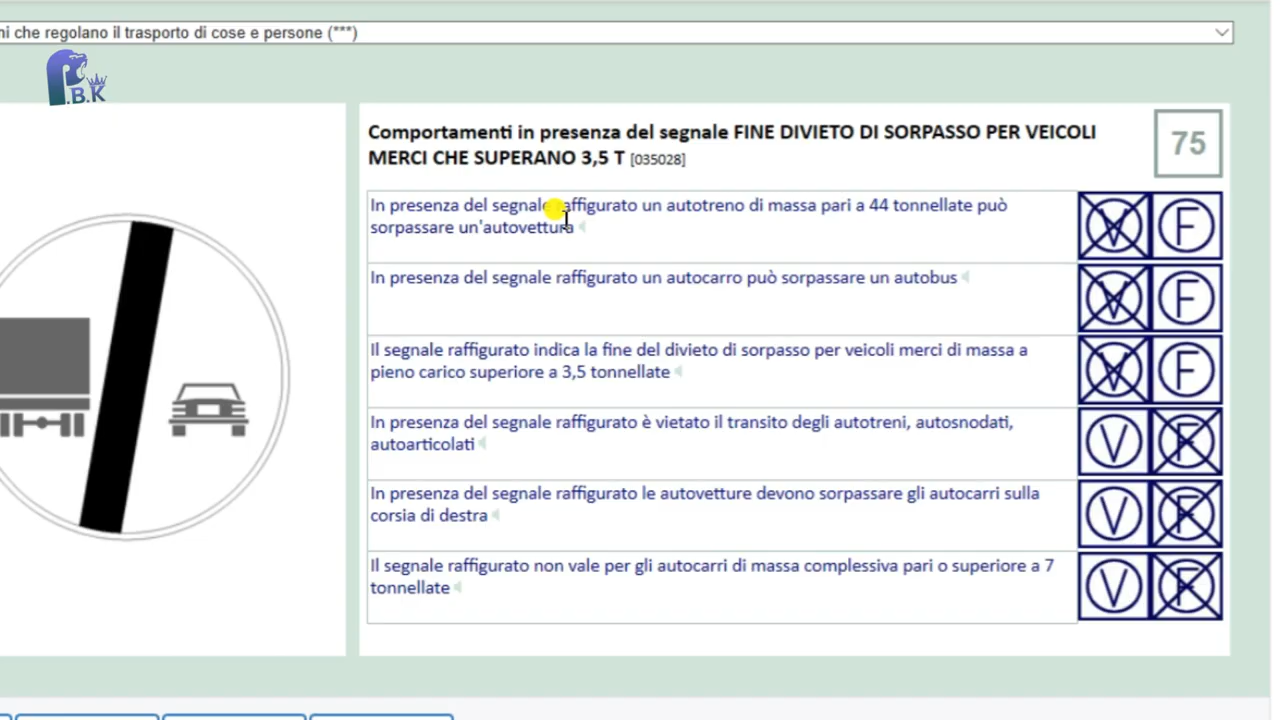 ni che regolano il trasporto di cose e persone (***)
P.B.K
Comportamenti in presenza del segnale FINE DIVIETO DI SORPASSO PER VEICOLI
MERCI CHE SUPERANO 3,5 T [035028]
75
In presenza del segnale raffigurato un autotreno di massa pari a 44 tonnellate può
sorpassare un'autovettura
V F
In presenza del segnale raffigurato un autocarro può sorpassare un autobus
V F
Il segnale raffigurato indica la fine del divieto di sorpasso per veicoli merci di massa a
pieno carico superiore a 3,5 tonnellate
V F
In presenza del segnale raffigurato è vietato il transito degli autotreni, autosnodati,
autoarticolati
V F
In presenza del segnale raffigurato le autovetture devono sorpassare gli autocarri sulla
corsia di destra
V F
Il segnale raffigurato non vale per gli autocarri di massa complessiva pari o superiore a 7
tonnellate
V F